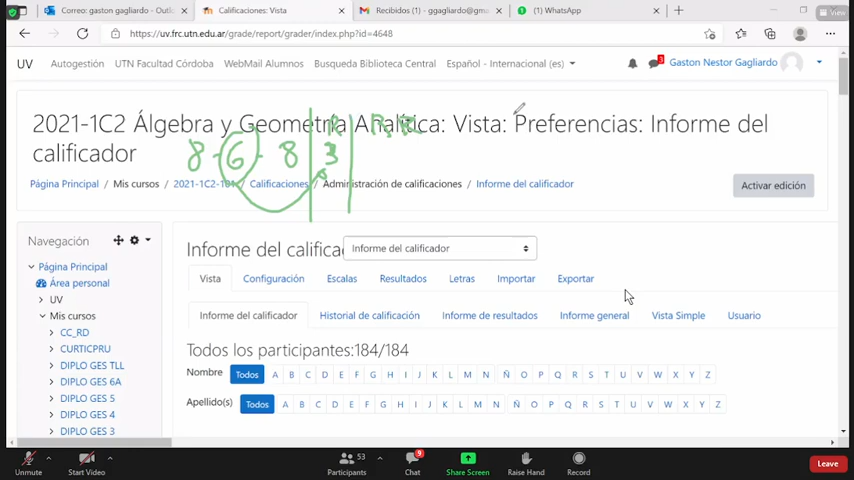 Correo: gaston gagliardo - Outlo
Calificaciones: Vista
Recibidos (1) - ggagliardo@gma
(1) WhatsApp
View
https://uv.frc.utn.edu.ar/grade/report/grader/index.php?id=4648
UV Autogestión UTN Facultad Córdoba WebMail Alumnos Busqueda Biblioteca Central Español - Internacional (es) 3 Gaston Nestor Gagliardo
2021-1C2 Álgebra y Geometría Analítica: Vista: Preferencias: Informe del
calificador
8 - 6 - 8 3
Página Principal / Mis cursos / / Calificaciones / Administración de calificaciones / Informe del calificador
Activar edición
Navegación
Página Principal
Área personal
UV
Mis cursos
CC_RD
CURTICPRU
DIPLO GES TLL
DIPLO GES 6A
DIPLO GES 5
DIPLO GES 4
DIPLO GES 3
Informe del calificador
Vista Configuración Escalas Resultados Letras Importar Exportar
Informe del calificador Historial de calificación Informe de resultados Informe general Vista Simple Usuario
Todos los participantes:184/184
Nombre Todos A B C D E F G H I J K L M N Ñ O P Q R S T U V W X Y Z
Apellido(s) Todos A B C D E F G H I J K L M N Ñ O P Q R S T U V W X Y Z
Unmute
Start Video
53
Participants
9
Chat
Share Screen
Raise Hand
Record
Leave